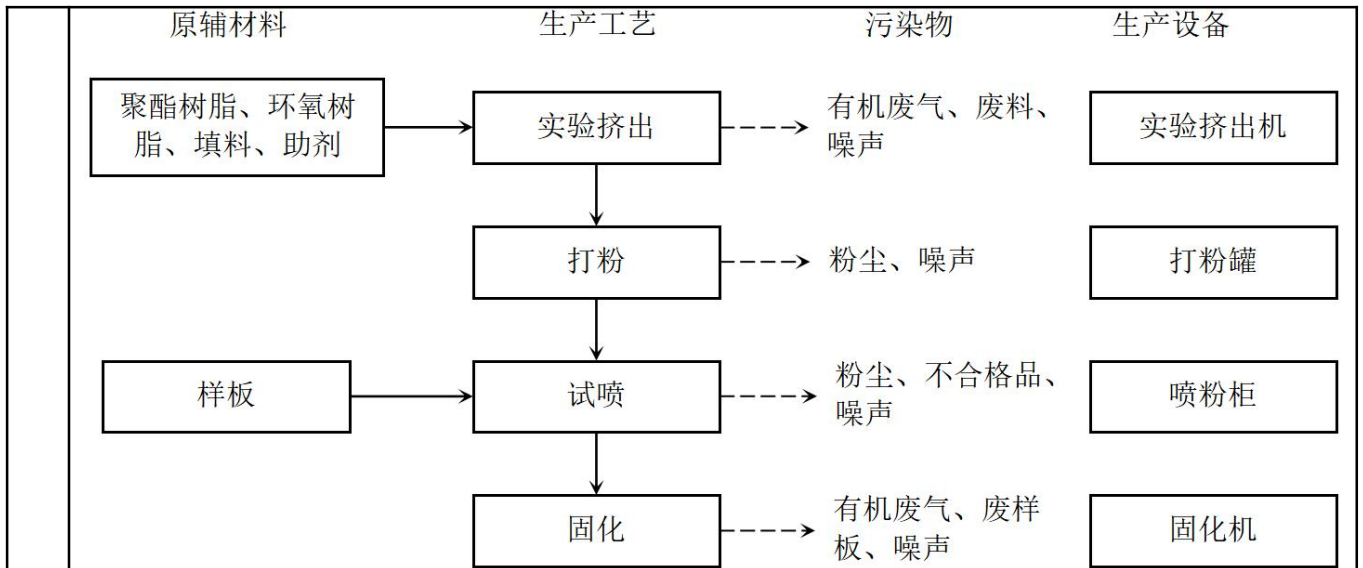 原辅材料 生产工艺 污染物 生产设备
聚酯树脂、环氧树
脂、填料、助剂
实验挤出
有机废气、废料、
噪声
实验挤出机
打粉
粉尘、噪声
打粉罐
样板
试喷
粉尘、不合格品、
噪声
喷粉柜
固化
有机废气、废样
板、噪声
固化机